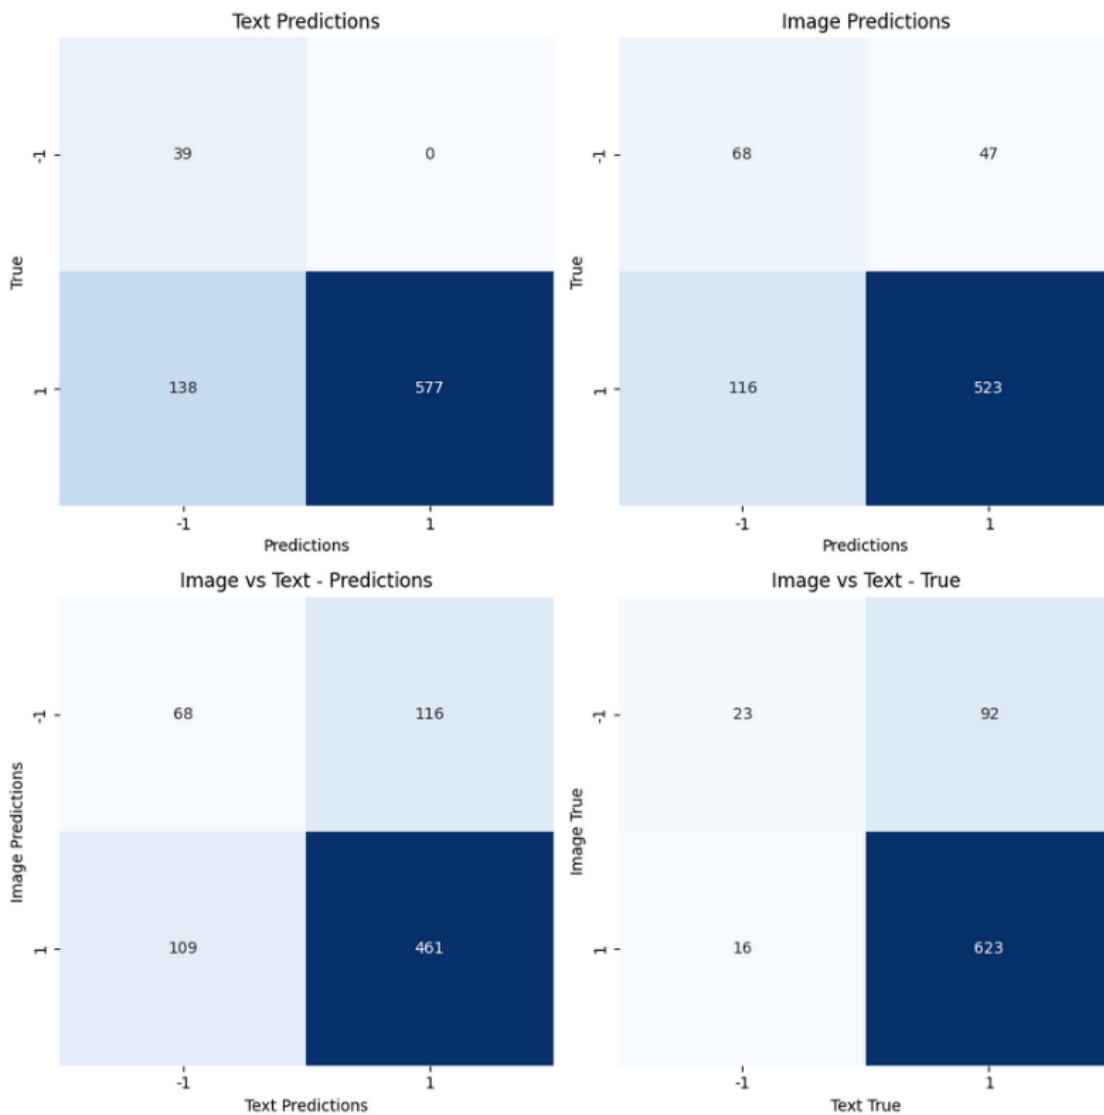 Text Predictions
-1
39
0
True
1
138
577
-1
1
Predictions
Image Predictions
-1
68
47
True
1
116
523
-1
1
Predictions
Image vs Text - Predictions
-1
68
116
Image Predictions
1
109
461
-1
1
Text Predictions
Image vs Text - True
-1
23
92
Image True
1
16
623
-1
1
Text True